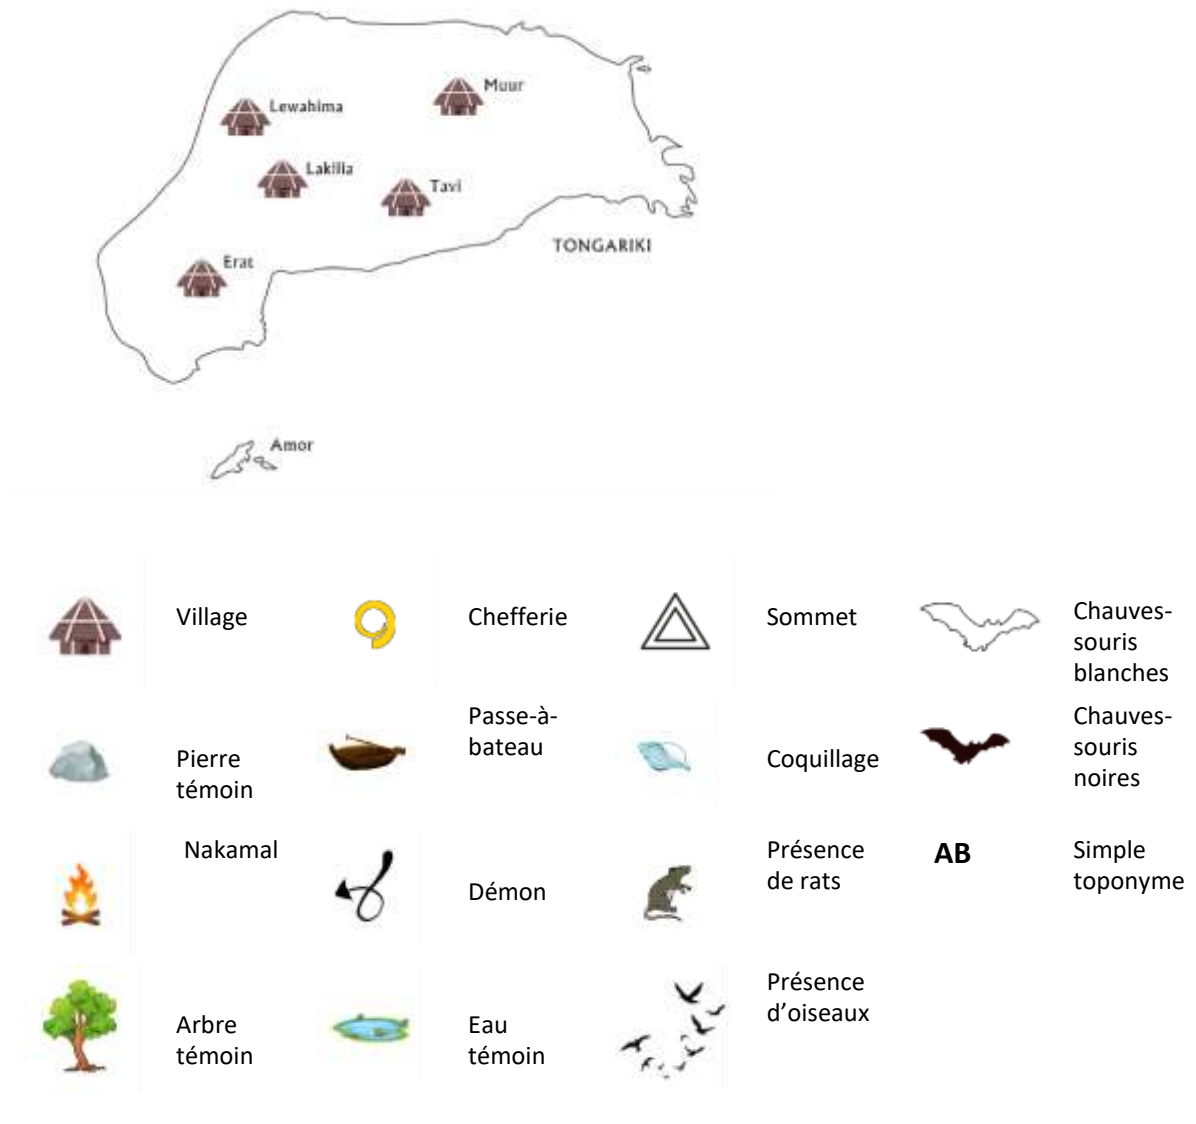 Muur
Lewahima
Lakilia
Tavi
TONGARIKI
Erat
Amor
Village
Chefferie
Sommet
Chauves-
souris
blanches
Pierre
témoin
Passe-à-
bateau
Coquillage
Chauves-
souris
noires
Nakamal
Démon
Présence
de rats
AB
Simple
toponyme
Arbre
témoin
Eau
témoin
Présence
d’oiseaux